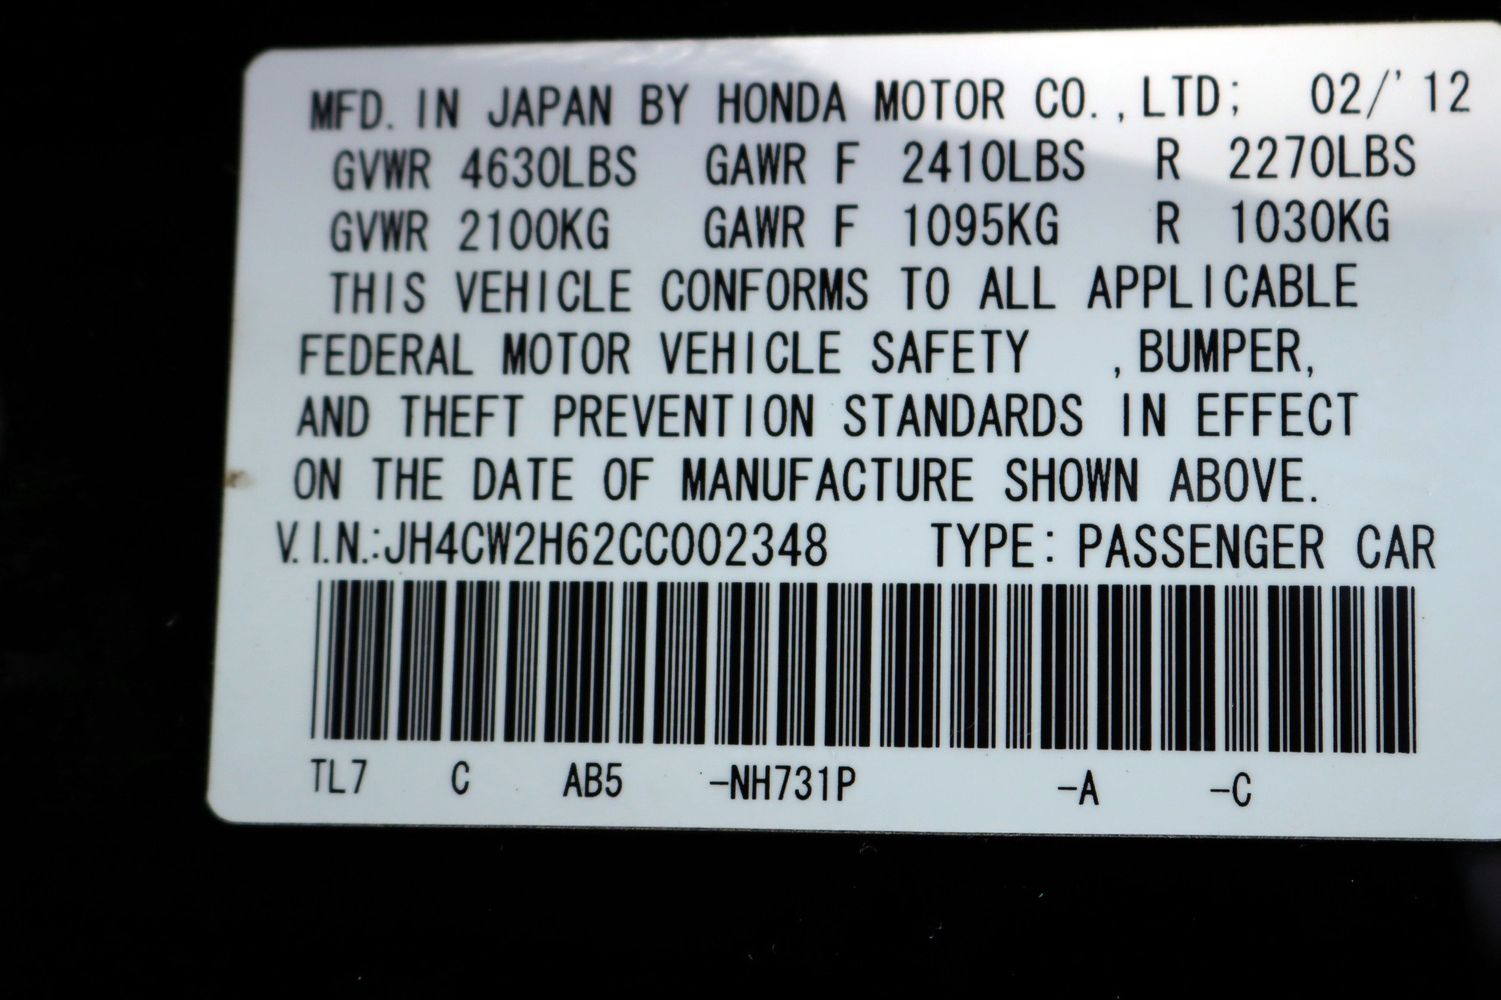 MFD. IN JAPAN BY HONDA MOTOR CO.,LTD; 02/'12
GVWR 4630LBS GAWR F 2410LBS R 2270LBS
GVWR 2100KG GAWR F 1095KG R 1030KG
THIS VEHICLE CONFORMS TO ALL APPLICABLE
FEDERAL MOTOR VEHICLE SAFETY ,BUMPER,
AND THEFT PREVENTION STANDARDS IN EFFECT
ON THE DATE OF MANUFACTURE SHOWN ABOVE.
V.I.N.:JH4CW2H62CC002348 TYPE: PASSENGER CAR
TL7 C AB5 -NH731P -A -C